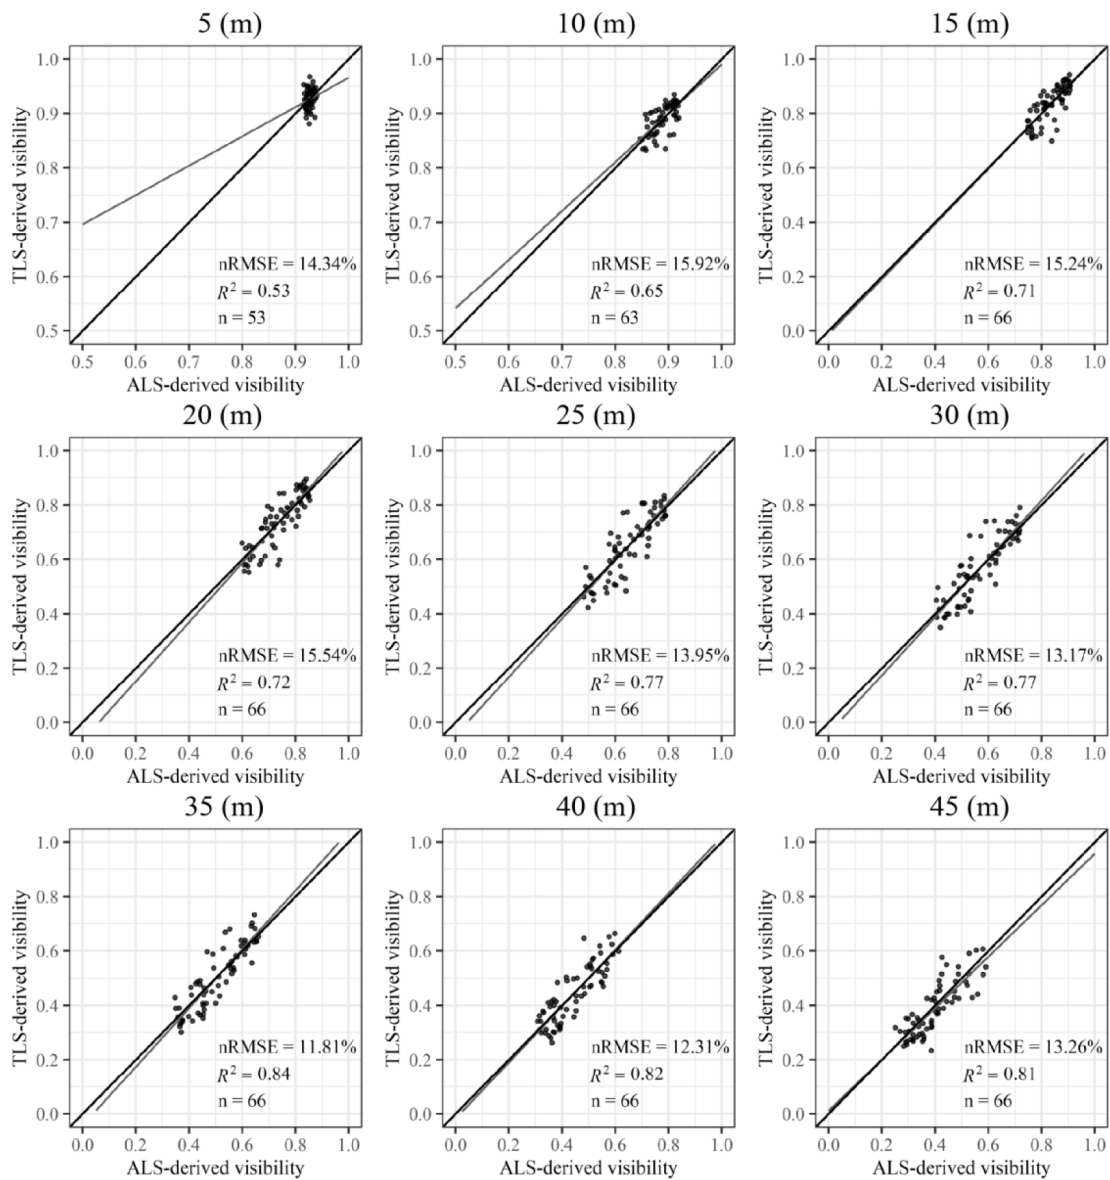 5 (m)
TLS-derived visibility
1.0
0.9
0.8
0.7
0.6
0.5
nRMSE = 14.34%
R² = 0.53
n = 53
0.5 0.6 0.7 0.8 0.9 1.0
ALS-derived visibility
10 (m)
TLS-derived visibility
1.0
0.9
0.8
0.7
0.6
0.5
nRMSE = 15.92%
R² = 0.65
n = 63
0.5 0.6 0.7 0.8 0.9 1.0
ALS-derived visibility
15 (m)
TLS-derived visibility
1.0
0.8
0.6
0.4
0.2
0.0
nRMSE = 15.24%
R² = 0.71
n = 66
0.0 0.2 0.4 0.6 0.8 1.0
ALS-derived visibility
20 (m)
TLS-derived visibility
1.0
0.8
0.6
0.4
0.2
0.0
nRMSE = 15.54%
R² = 0.72
n = 66
0.0 0.2 0.4 0.6 0.8 1.0
ALS-derived visibility
25 (m)
TLS-derived visibility
1.0
0.8
0.6
0.4
0.2
0.0
nRMSE = 13.95%
R² = 0.77
n = 66
0.0 0.2 0.4 0.6 0.8 1.0
ALS-derived visibility
30 (m)
TLS-derived visibility
1.0
0.8
0.6
0.4
0.2
0.0
nRMSE = 13.17%
R² = 0.77
n = 66
0.0 0.2 0.4 0.6 0.8 1.0
ALS-derived visibility
35 (m)
TLS-derived visibility
1.0
0.8
0.6
0.4
0.2
0.0
nRMSE = 11.81%
R² = 0.84
n = 66
0.0 0.2 0.4 0.6 0.8 1.0
ALS-derived visibility
40 (m)
TLS-derived visibility
1.0
0.8
0.6
0.4
0.2
0.0
nRMSE = 12.31%
R² = 0.82
n = 66
0.0 0.2 0.4 0.6 0.8 1.0
ALS-derived visibility
45 (m)
TLS-derived visibility
1.0
0.8
0.6
0.4
0.2
0.0
nRMSE = 13.26%
R² = 0.81
n = 66
0.0 0.2 0.4 0.6 0.8 1.0
ALS-derived visibility